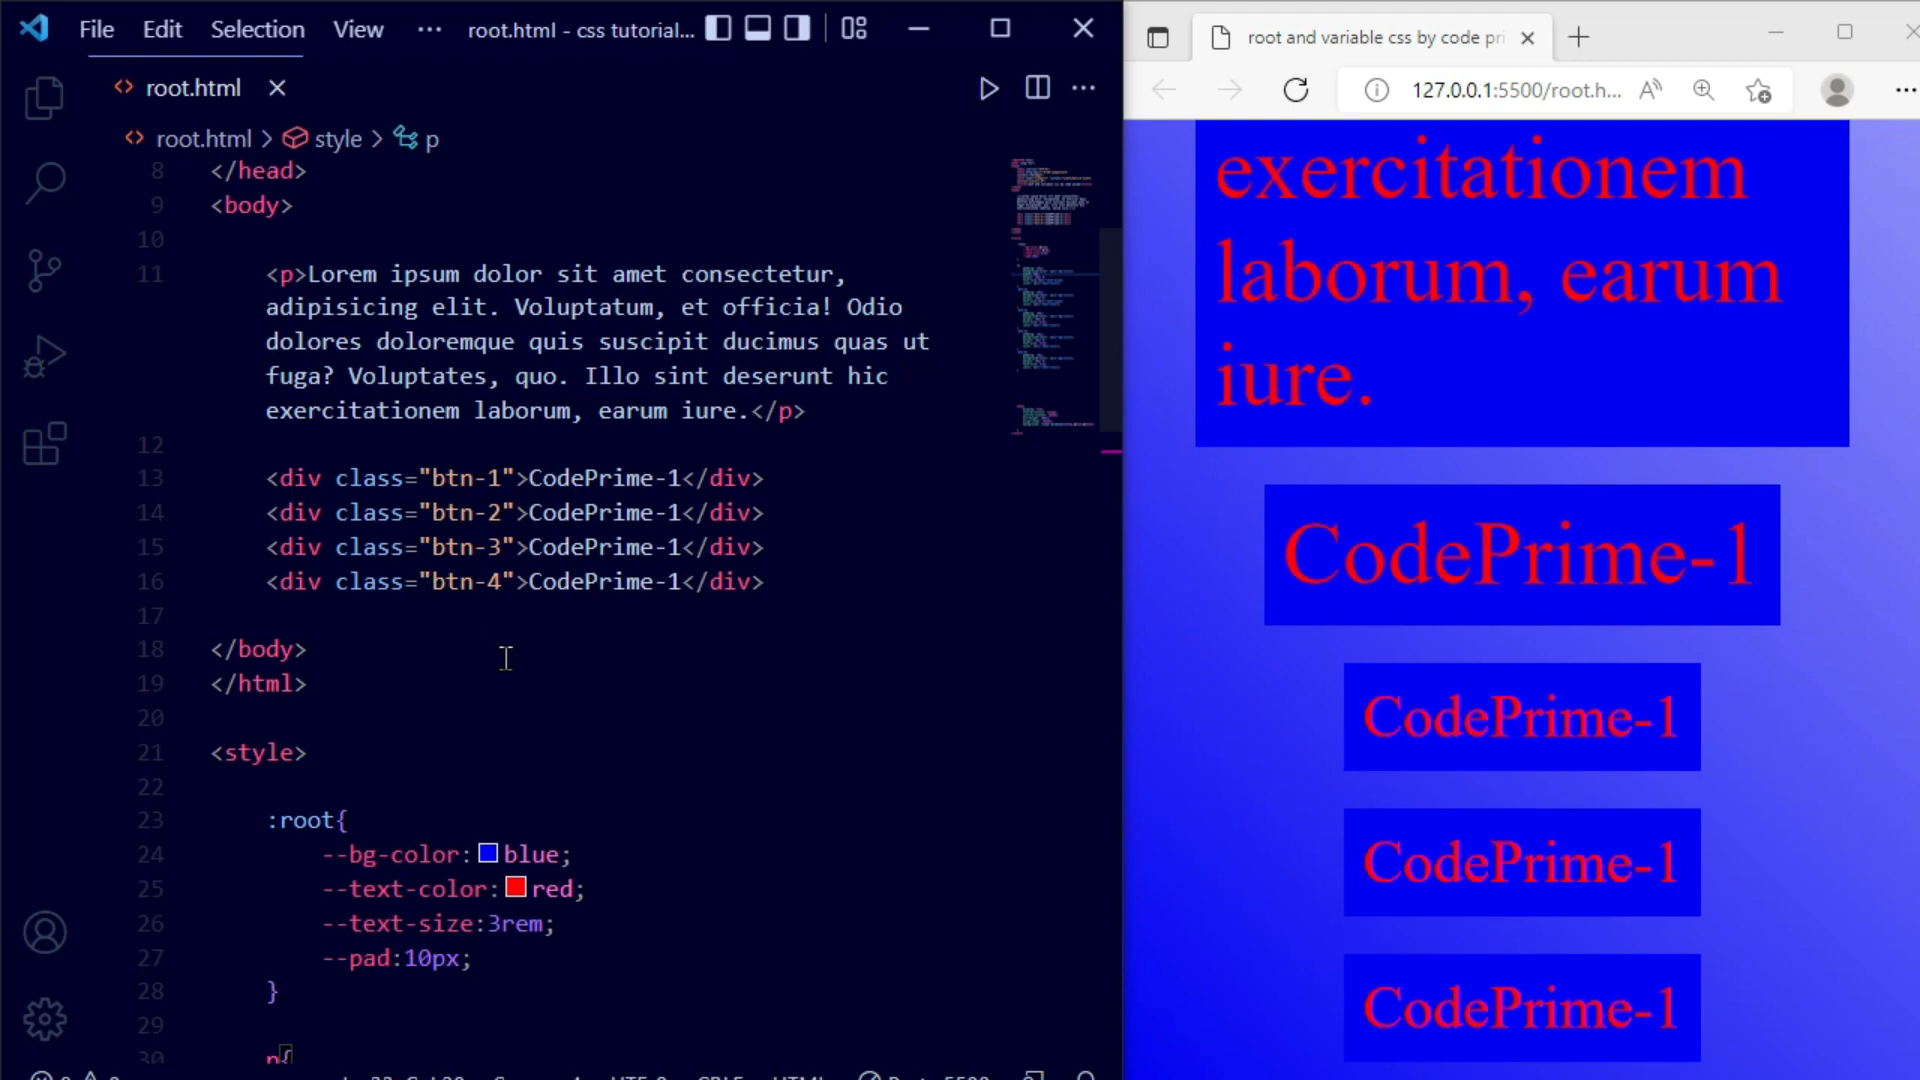 File Edit Selection View ··· root.html - css tutorial...
root.html
root.html > style > p
8 </head>
9 <body>
10
11 <p>Lorem ipsum dolor sit amet consectetur,
adipisicing elit. Voluptatum, et officia! Odio
dolores doloremque quis suscipit ducimus quas ut
fuga? Voluptates, quo. Illo sint deserunt hic
exercitationem laborum, earum iure.</p>
12
13 <div class="btn-1">CodePrime-1</div>
14 <div class="btn-2">CodePrime-1</div>
15 <div class="btn-3">CodePrime-1</div>
16 <div class="btn-4">CodePrime-1</div>
17
18 </body>
19 </html>
20
21 <style>
22
23 :root{
24 --bg-color: blue;
25 --text-color: red;
26 --text-size:3rem;
27 --pad:10px;
28 }
29
30 p{
root and variable css by code pri
127.0.0.1:5500/root.h...
exercitationem
laborum, earum
iure.
CodePrime-1
CodePrime-1
CodePrime-1
CodePrime-1